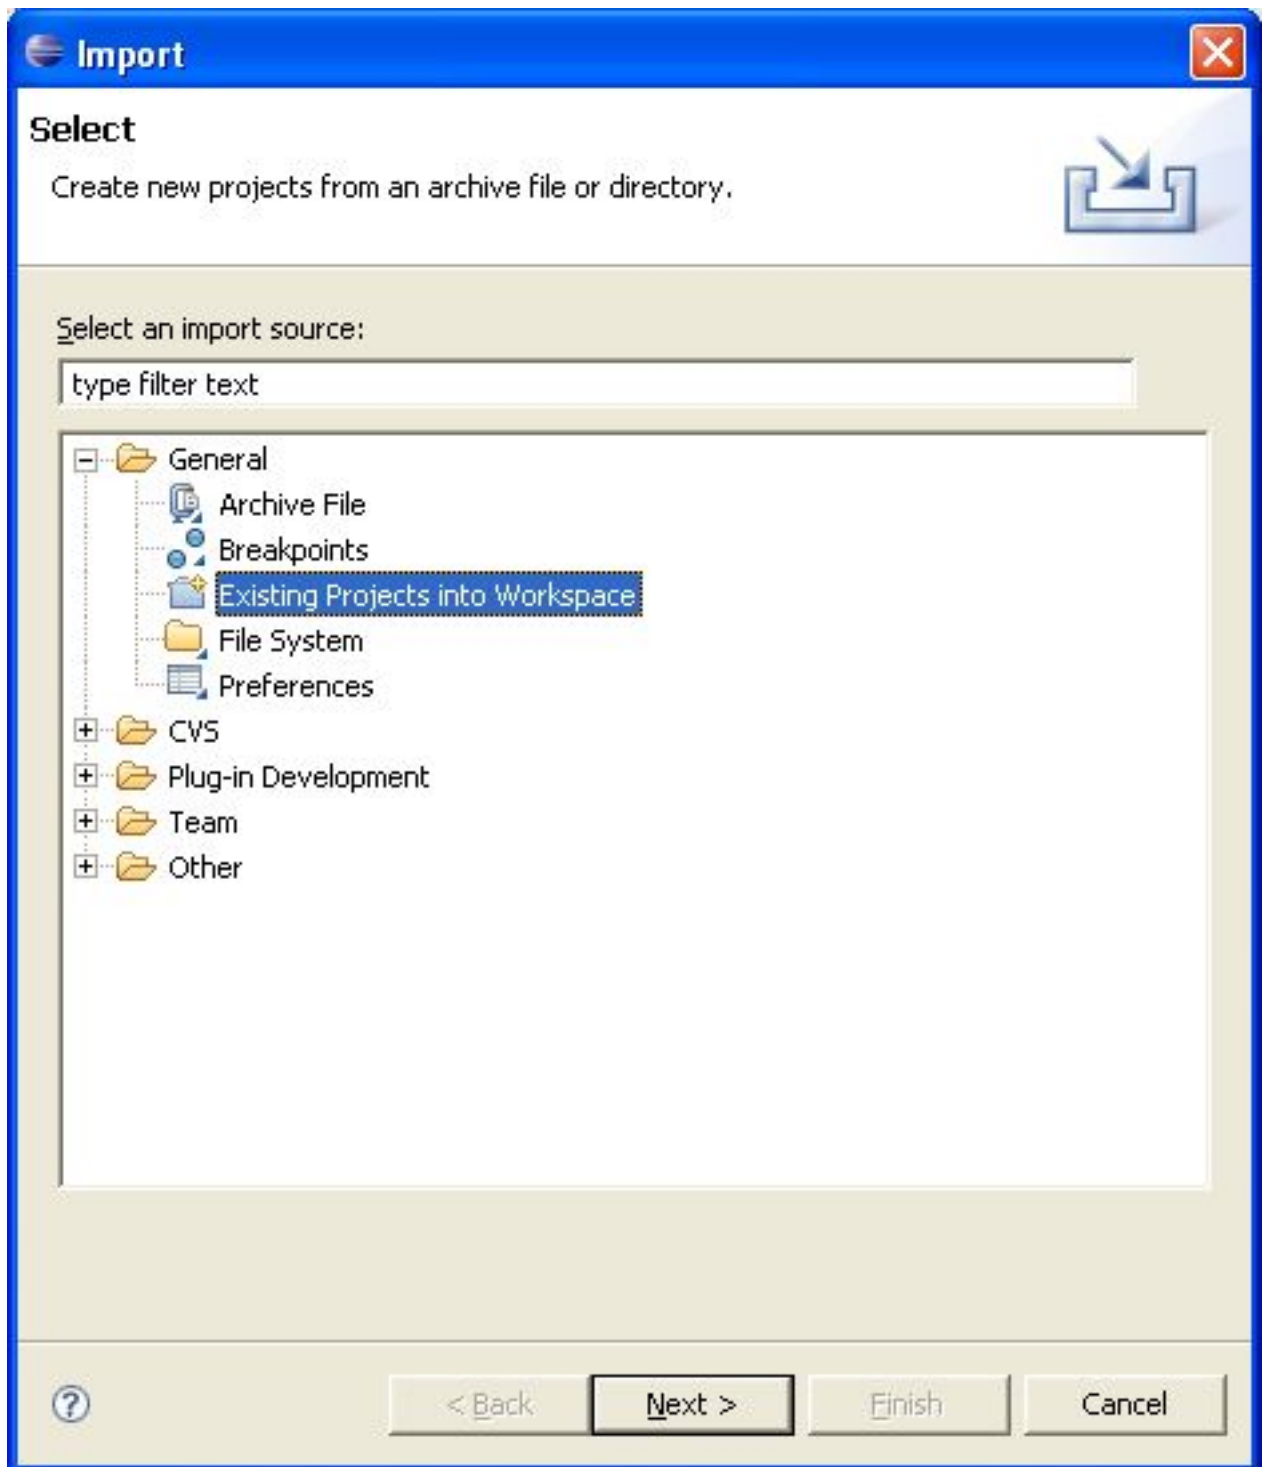 Import
Select
Create new projects from an archive file or directory.
Select an import source:
type filter text
General
Archive File
Breakpoints
Existing Projects into Workspace
File System
Preferences
CVS
Plug-in Development
Team
Other
? < Back Next > Finish Cancel